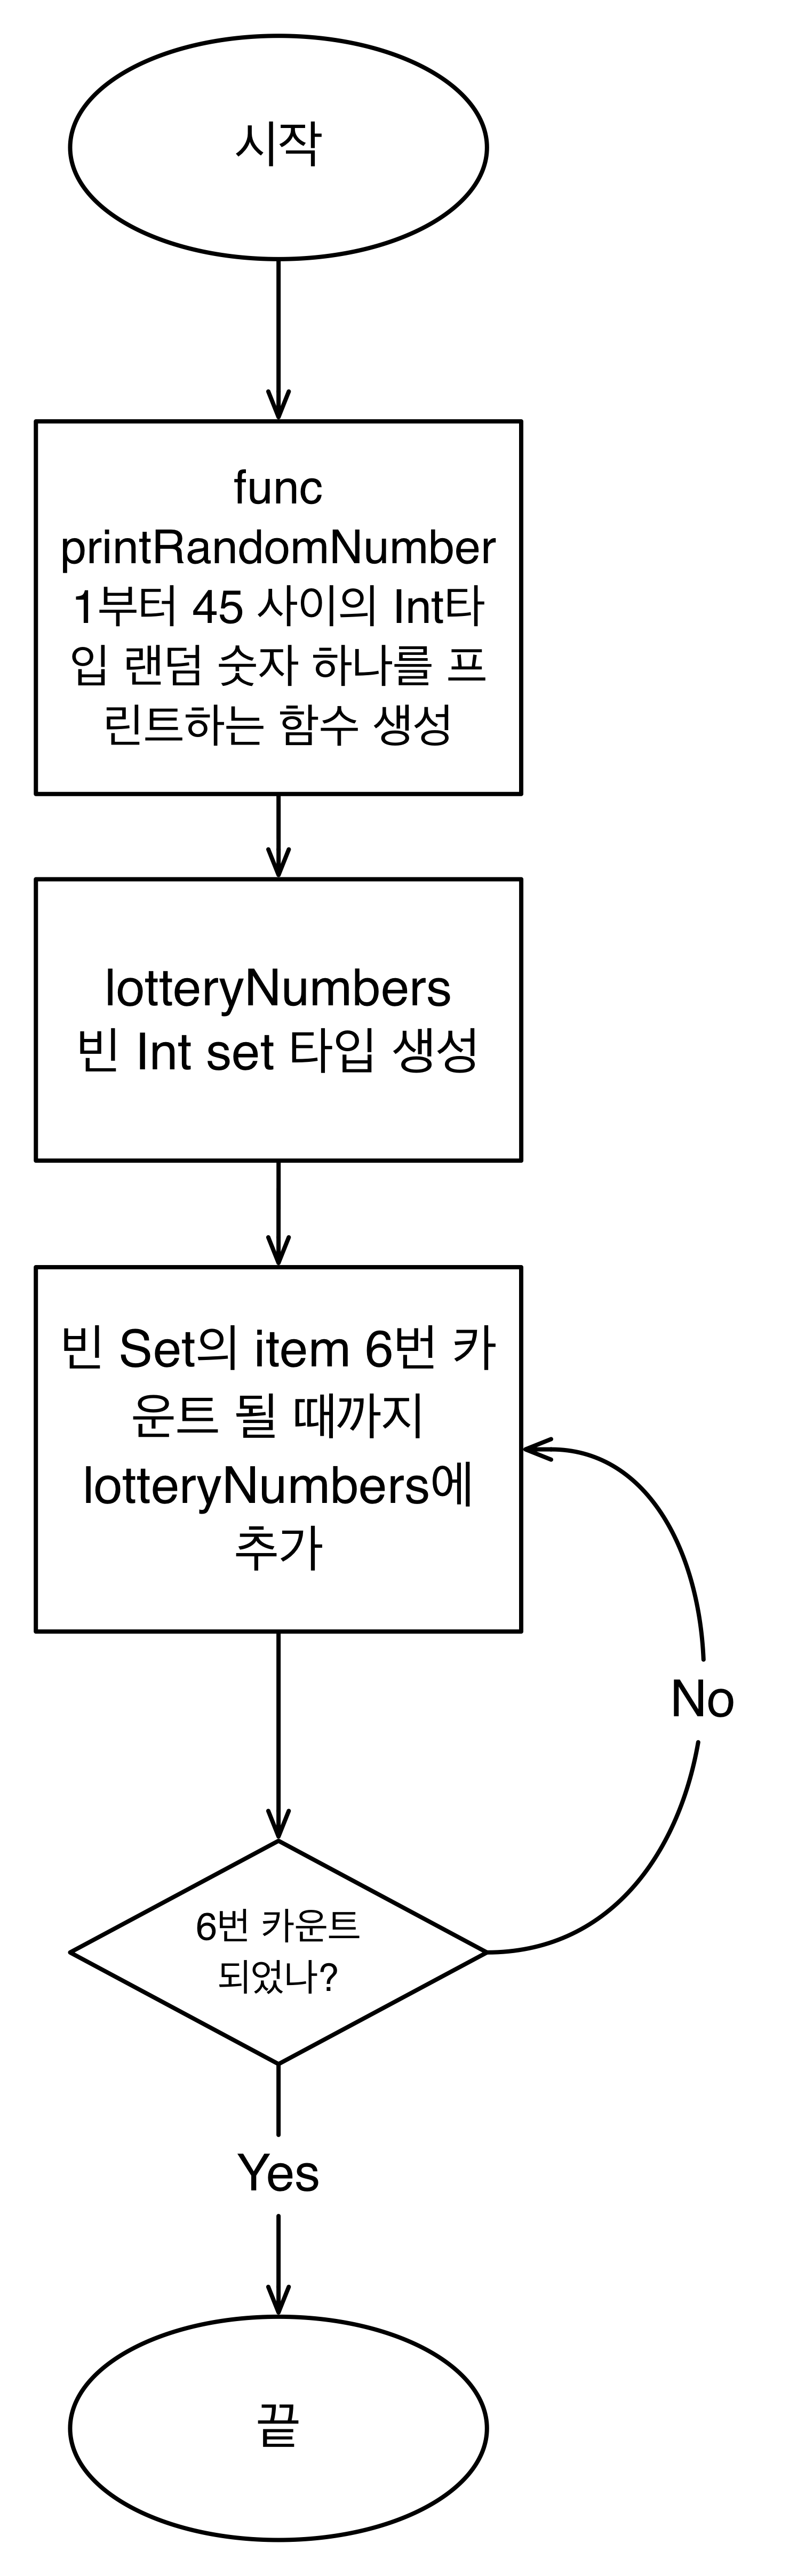 시작
func
printRandomNumber
1부터 45 사이의 Int타
입 랜덤 숫자 하나를 프
린트하는 함수 생성
lotteryNumbers
빈 Int set 타입 생성
빈 Set의 item 6번 카
운트 될 때까지
lotteryNumbers에
추가
No
6번 카운트
되었나?
Yes
끝